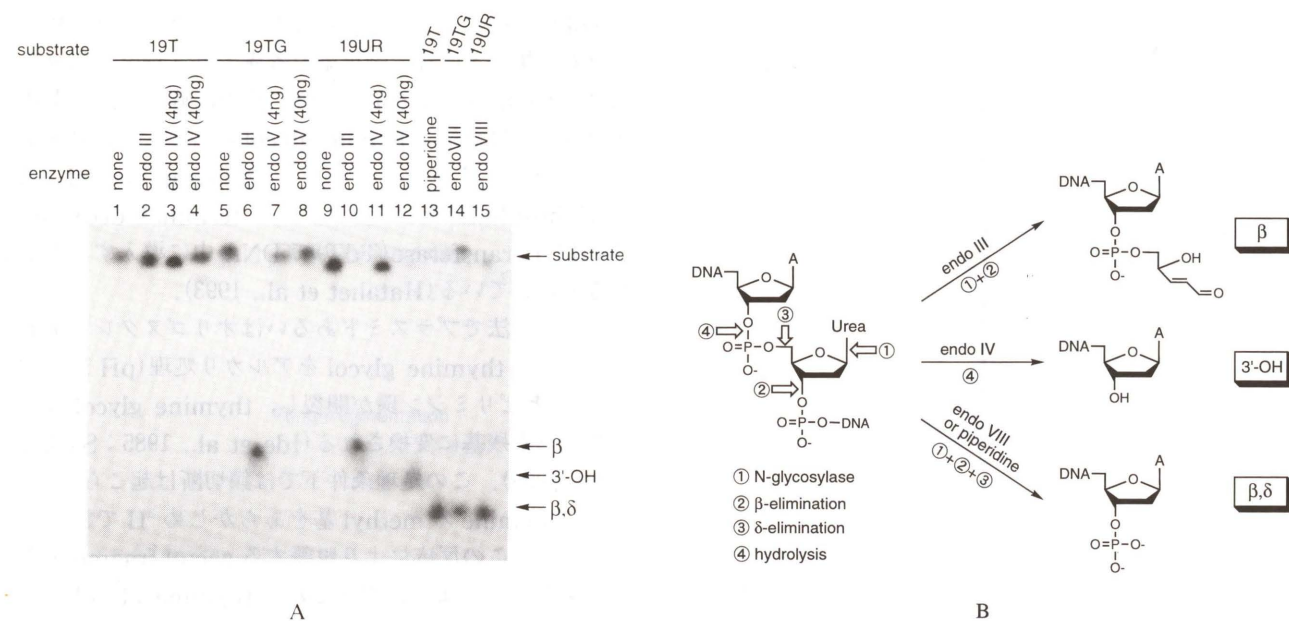 substrate
19T
19TG
19UR
19T
19TG
19UR
enzyme
none
endo III
endo IV (4ng)
endo IV (40ng)
none
endo III
endo IV (4ng)
endo IV (40ng)
none
endo III
endo IV (4ng)
endo IV (40ng)
piperidine
endoVIII
endo VIII
1 2 3 4 5 6 7 8 9 10 11 12 13 14 15
substrate
β
3'-OH
β,δ
A
DNA
O
A
O
O=P-O
O-
Urea
O
O
O=P-O-DNA
O-
④
③
①
②
① N-glycosylase
② β-elimination
③ δ-elimination
④ hydrolysis
endo III
①+②
endo IV
④
endo VIII
or piperidine
①+②+③
DNA
O
A
O
O=P-O
O-
OH
O
β
DNA
O
A
OH
3'-OH
DNA
O
A
O
O=P-O-
O-
β,δ
B